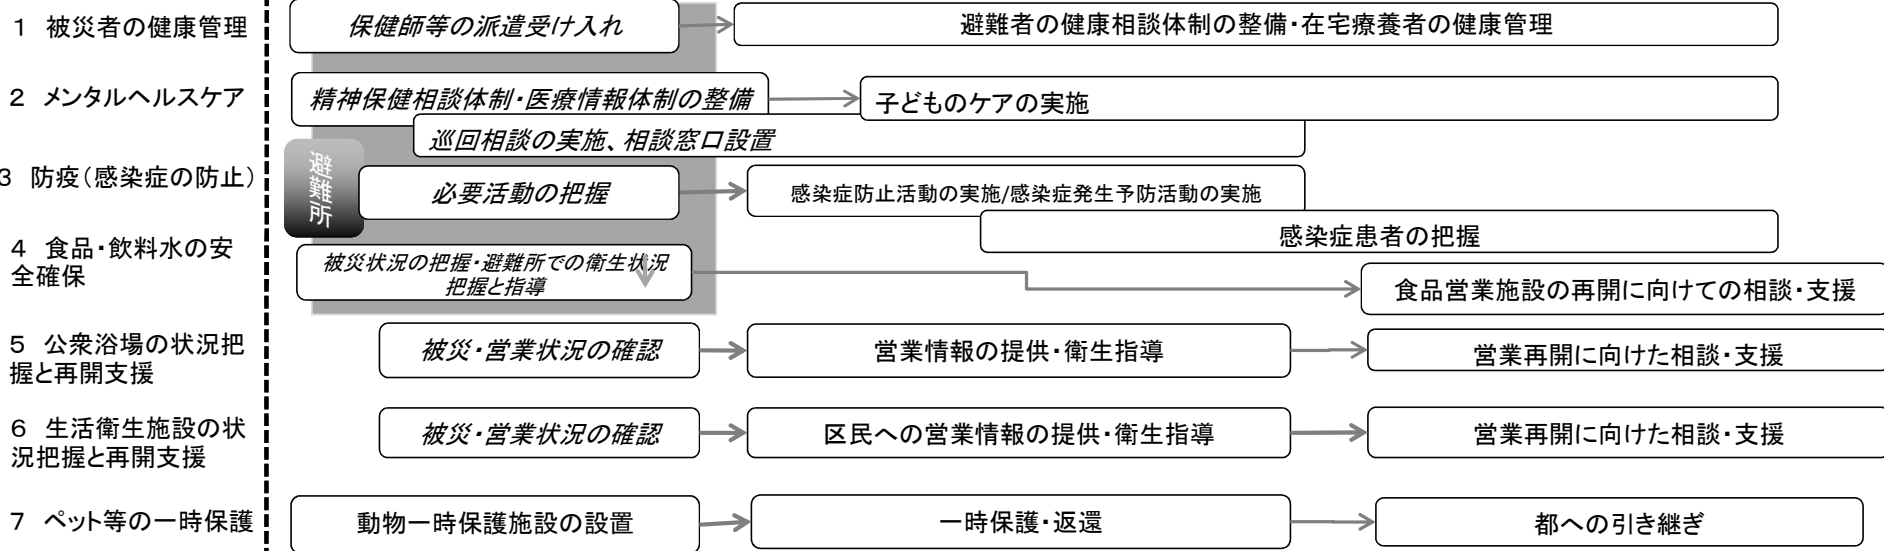 1　被災者の健康管理
保健師等の派遣受け入れ
避難者の健康相談体制の整備・在宅療養者の健康管理
2　メンタルヘルスケア
精神保健相談体制・医療情報体制の整備
子どものケアの実施
巡回相談の実施、相談窓口設置
避難所
3　防疫（感染症の防止）
必要活動の把握
感染症防止活動の実施/感染症発生予防活動の実施
感染症患者の把握
4　食品・飲料水の安
全確保
被災状況の把握・避難所での衛生状況
把握と指導
食品営業施設の再開に向けての相談・支援
5　公衆浴場の状況把
握と再開支援
被災・営業状況の確認
営業情報の提供・衛生指導
営業再開に向けた相談・支援
6　生活衛生施設の状
況把握と再開支援
被災・営業状況の確認
区民への営業情報の提供・衛生指導
営業再開に向けた相談・支援
7　ペット等の一時保護
動物一時保護施設の設置
一時保護・返還
都への引き継ぎ